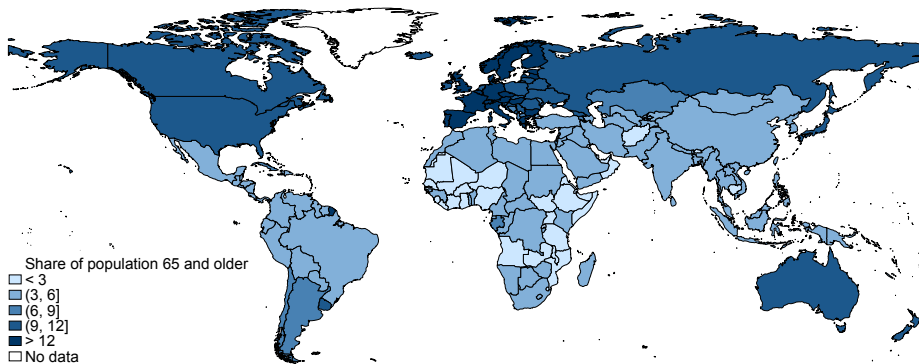 Share of population 65 and older
< 3
(3, 6]
(6, 9]
(9, 12]
> 12
No data